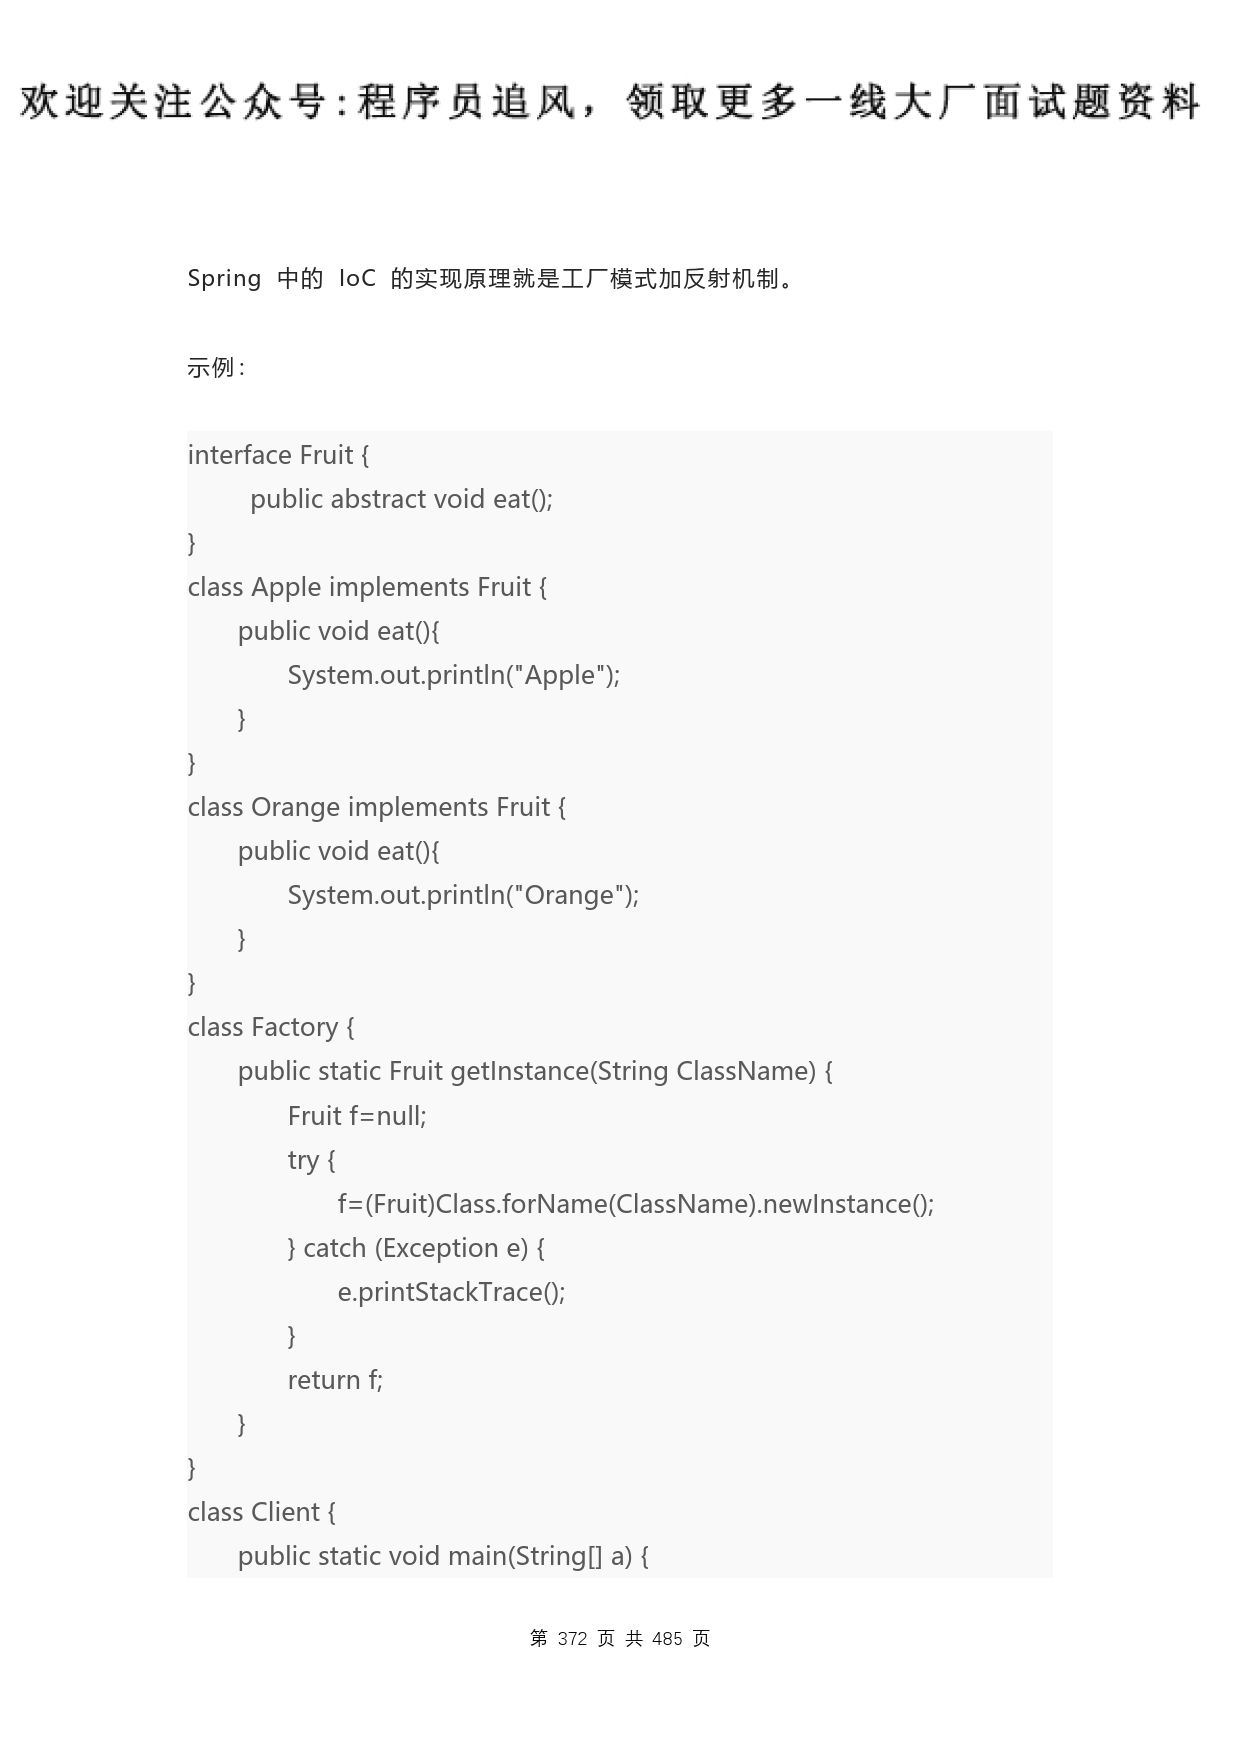 欢迎关注公众号:程序员追风，领取更多一线大厂面试题资料
Spring 中的 IoC 的实现原理就是工厂模式加反射机制。
示例：
interface Fruit {
public abstract void eat();
}
class Apple implements Fruit {
public void eat(){
System.out.println("Apple");
}
}
class Orange implements Fruit {
public void eat(){
System.out.println("Orange");
}
}
class Factory {
public static Fruit getInstance(String ClassName) {
Fruit f=null;
try {
f=(Fruit)Class.forName(ClassName).newInstance();
} catch (Exception e) {
e.printStackTrace();
}
return f;
}
}
class Client {
public static void main(String[] a) {
第 372 页 共 485 页